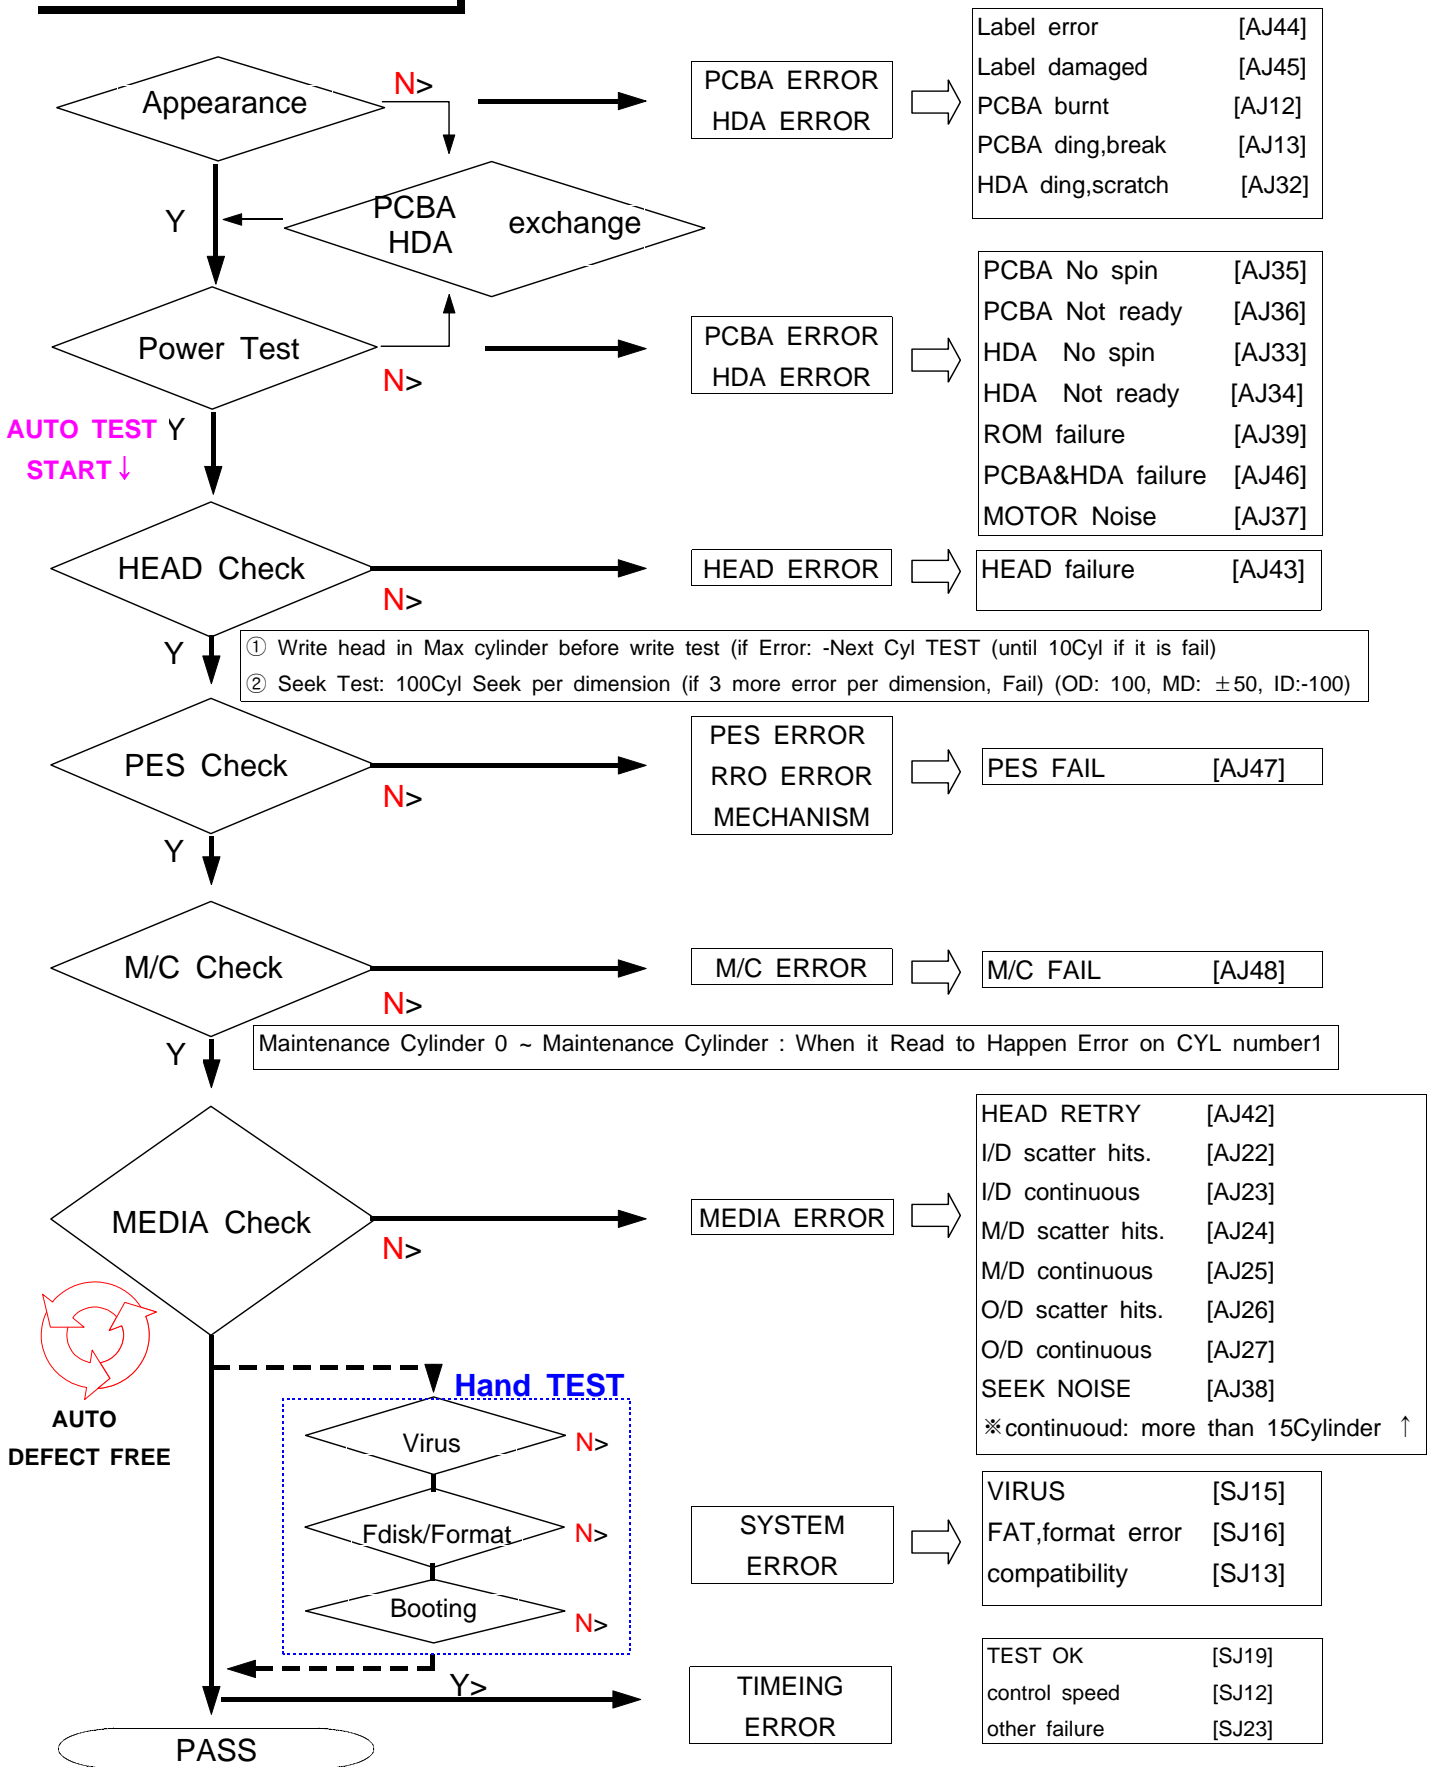 Appearance
N>
PCBA ERROR
HDA ERROR
Label error [AJ44]
Label damaged [AJ45]
PCBA burnt [AJ12]
PCBA ding,break [AJ13]
HDA ding,scratch [AJ32]
Y
PCBA
HDA
exchange
Power Test
N>
PCBA ERROR
HDA ERROR
PCBA No spin [AJ35]
PCBA Not ready [AJ36]
HDA No spin [AJ33]
HDA Not ready [AJ34]
ROM failure [AJ39]
PCBA&HDA failure [AJ46]
MOTOR Noise [AJ37]
AUTO TEST
START↓
Y
HEAD Check
N>
HEAD ERROR
HEAD failure [AJ43]
Y
① Write head in Max cylinder before write test (if Error: -Next Cyl TEST (until 10Cyl if it is fail)
② Seek Test: 100Cyl Seek per dimension (if 3 more error per dimension, Fail) (OD: 100, MD: ±50, ID:-100)
PES Check
N>
PES ERROR
RRO ERROR
MECHANISM
PES FAIL [AJ47]
Y
M/C Check
N>
M/C ERROR
M/C FAIL [AJ48]
Y
Maintenance Cylinder 0 ~ Maintenance Cylinder : When it Read to Happen Error on CYL number1
MEDIA Check
N>
MEDIA ERROR
HEAD RETRY [AJ42]
I/D scatter hits. [AJ22]
I/D continuous [AJ23]
M/D scatter hits. [AJ24]
M/D continuous [AJ25]
O/D scatter hits. [AJ26]
O/D continuous [AJ27]
SEEK NOISE [AJ38]
※continuoud: more than 15Cylinder ↑
AUTO
DEFECT FREE
Hand TEST
Virus
N>
Fdisk/Format
N>
Booting
N>
SYSTEM
ERROR
VIRUS [SJ15]
FAT,format error [SJ16]
compatibility [SJ13]
Y>
TIMEING
ERROR
TEST OK [SJ19]
control speed [SJ12]
other failure [SJ23]
PASS